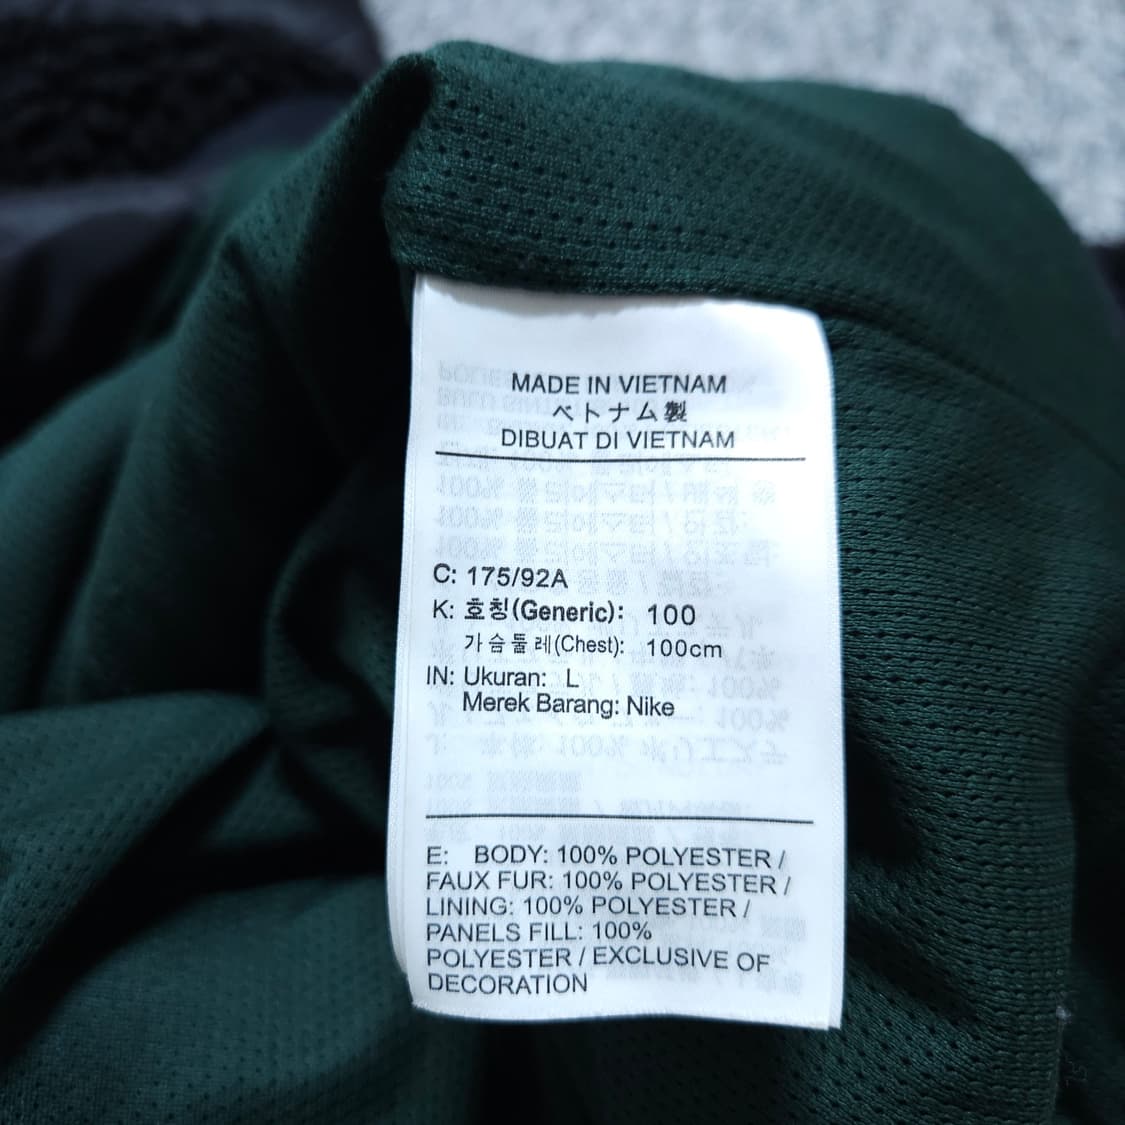 MADE IN VIETNAM
ベトナム製
DIBUAT DI VIETNAM
C: 175/92A
K: 호칭(Generic): 100
가슴둘레(Chest): 100cm
IN: Ukuran: L
Merek Barang: Nike
E: BODY: 100% POLYESTER /
FAUX FUR: 100% POLYESTER /
LINING: 100% POLYESTER /
PANELS FILL: 100%
POLYESTER / EXCLUSIVE OF
DECORATION